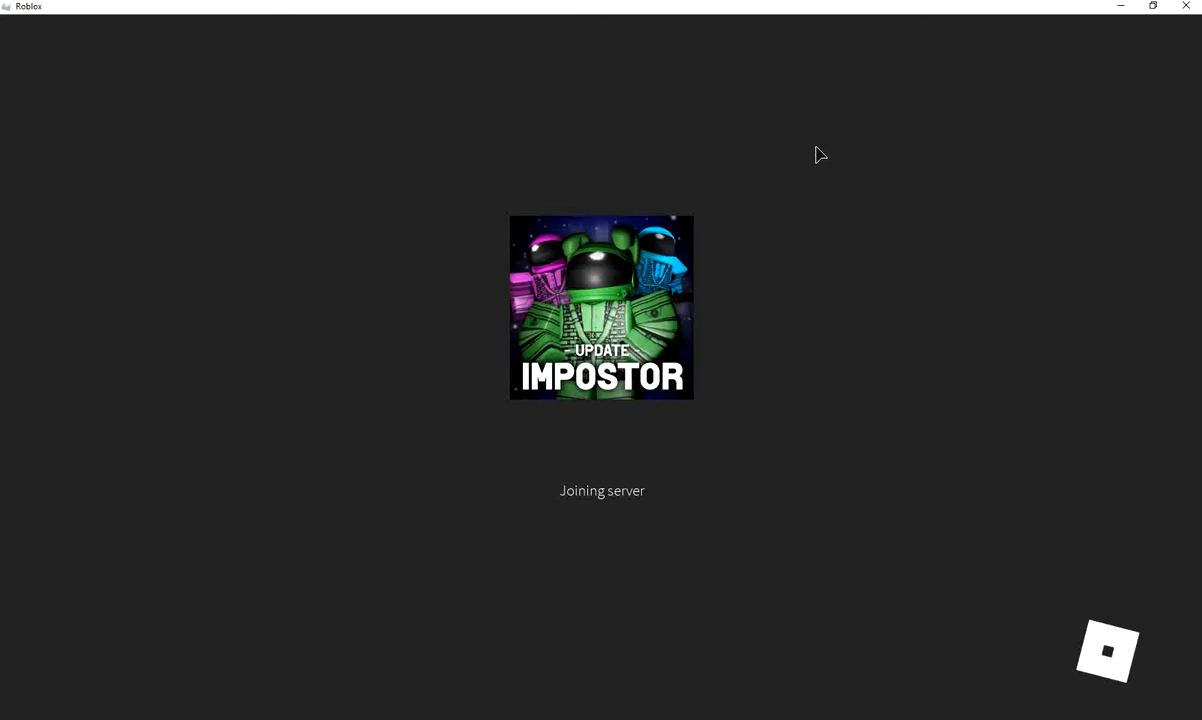 Roblox
- UPDATE -
IMPOSTOR
Joining server